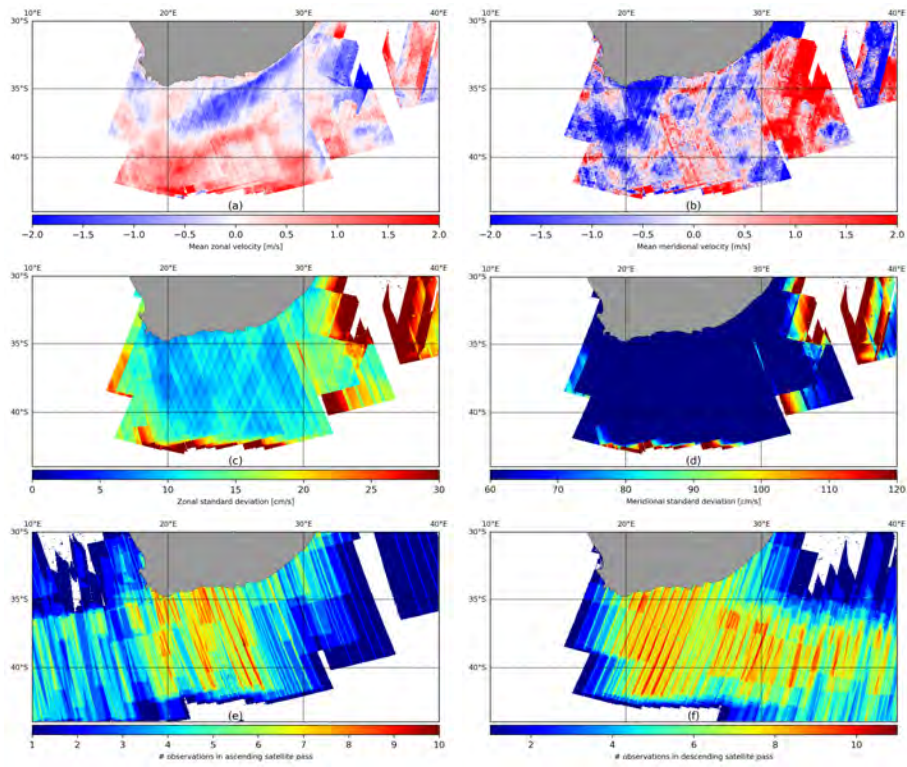 10°E 20°E 30°E 40°E 10°E 20°E 30°E 40°E
30°S 30°S
35°S 35°S
40°S 40°S
(a) (b)
−2.0 −1.5 −1.0 −0.5 0.0 0.5 1.0 1.5 2.0 −2.0 −1.5 −1.0 −0.5 0.0 0.5 1.0 1.5 2.0
Mean zonal velocity [m/s] Mean meridional velocity [m/s]
10°E 20°E 30°E 40°E 10°E 20°E 30°E 40°E
30°S 30°S
35°S 35°S
40°S 40°S
(c) (d)
0 5 10 15 20 25 30 60 70 80 90 100 110 120
Zonal standard deviation [cm/s] Meridional standard deviation [cm/s]
10°E 20°E 30°E 40°E 10°E 20°E 30°E 40°E
30°S 30°S
35°S 35°S
40°S 40°S
(e) (f)
1 2 3 4 5 6 7 8 9 10 2 4 6 8 10
# observations in ascending satellite pass # observations in descending satellite pass